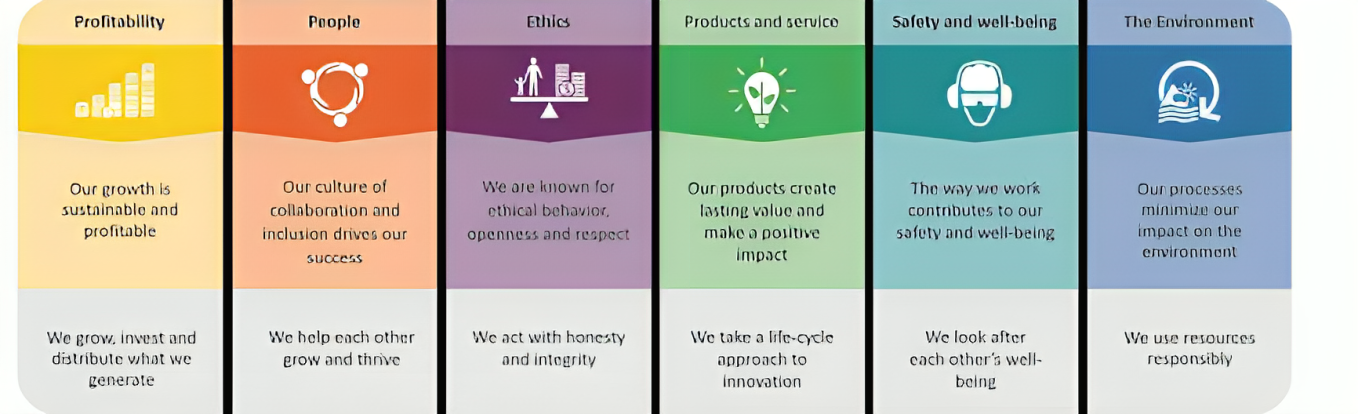 Profitability
People
Ethics
Products and service
Safety and well-being
The Environment
Our growth is
sustainable and
profitable
Our culture of
collaboration and
inclusion drives our
success
We are known for
ethical behavior,
openness and respect
Our products create
lasting value and
make a positive
impact
The way we work
contributes to our
safety and well-being
Our processes
minimize our
impact on the
environment
We grow, invest and
distribute what we
generate
We help each other
grow and thrive
We act with honesty
and integrity
We take a life-cycle
approach to
innovation
We look after
each other's well-
being
We use resources
responsibly